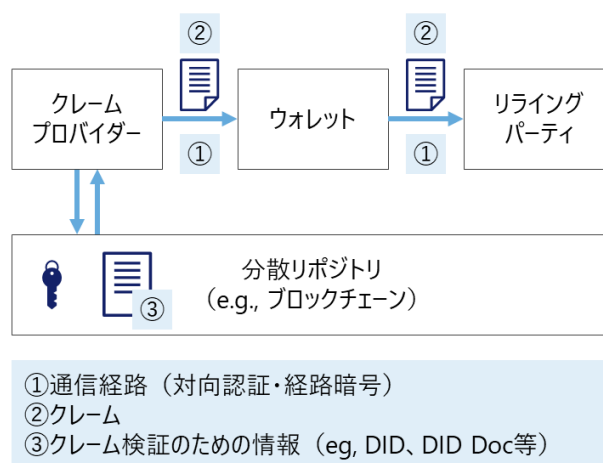 ② ②
クレーム
プロバイダー
ウォレット
リライング
パーティ
① ①
分散リポジトリ
(e.g., ブロックチェーン)
③
①通信経路（対向認証・経路暗号）
②クレーム
③クレーム検証のための情報（eg, DID、DID Doc等）